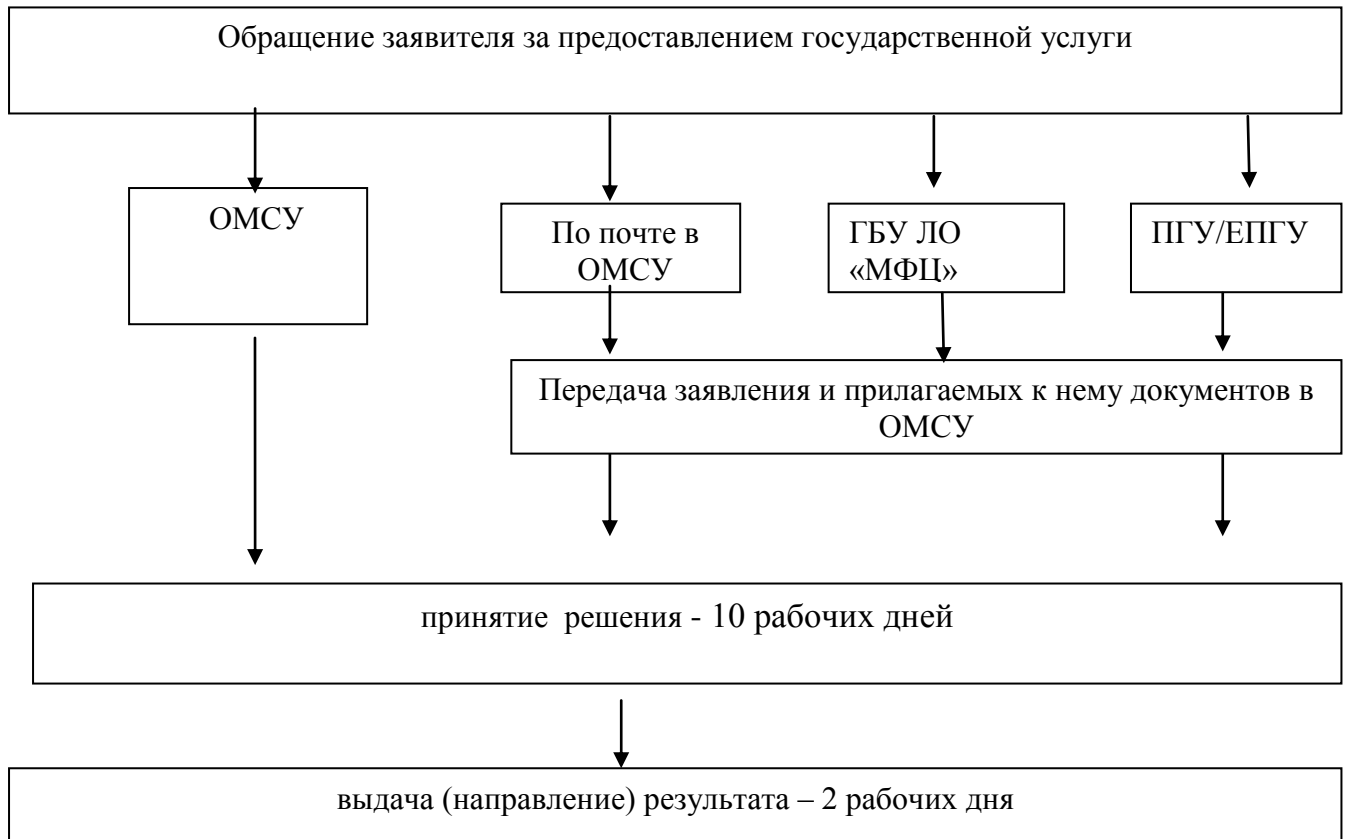 Обращение заявителя за предоставлением государственной услуги
ОМСУ
По почте в
ОМСУ
ГБУ ЛО
«МФЦ»
ПГУ/ЕПГУ
Передача заявления и прилагаемых к нему документов в
ОМСУ
принятие решения - 10 рабочих дней
выдача (направление) результата – 2 рабочих дня